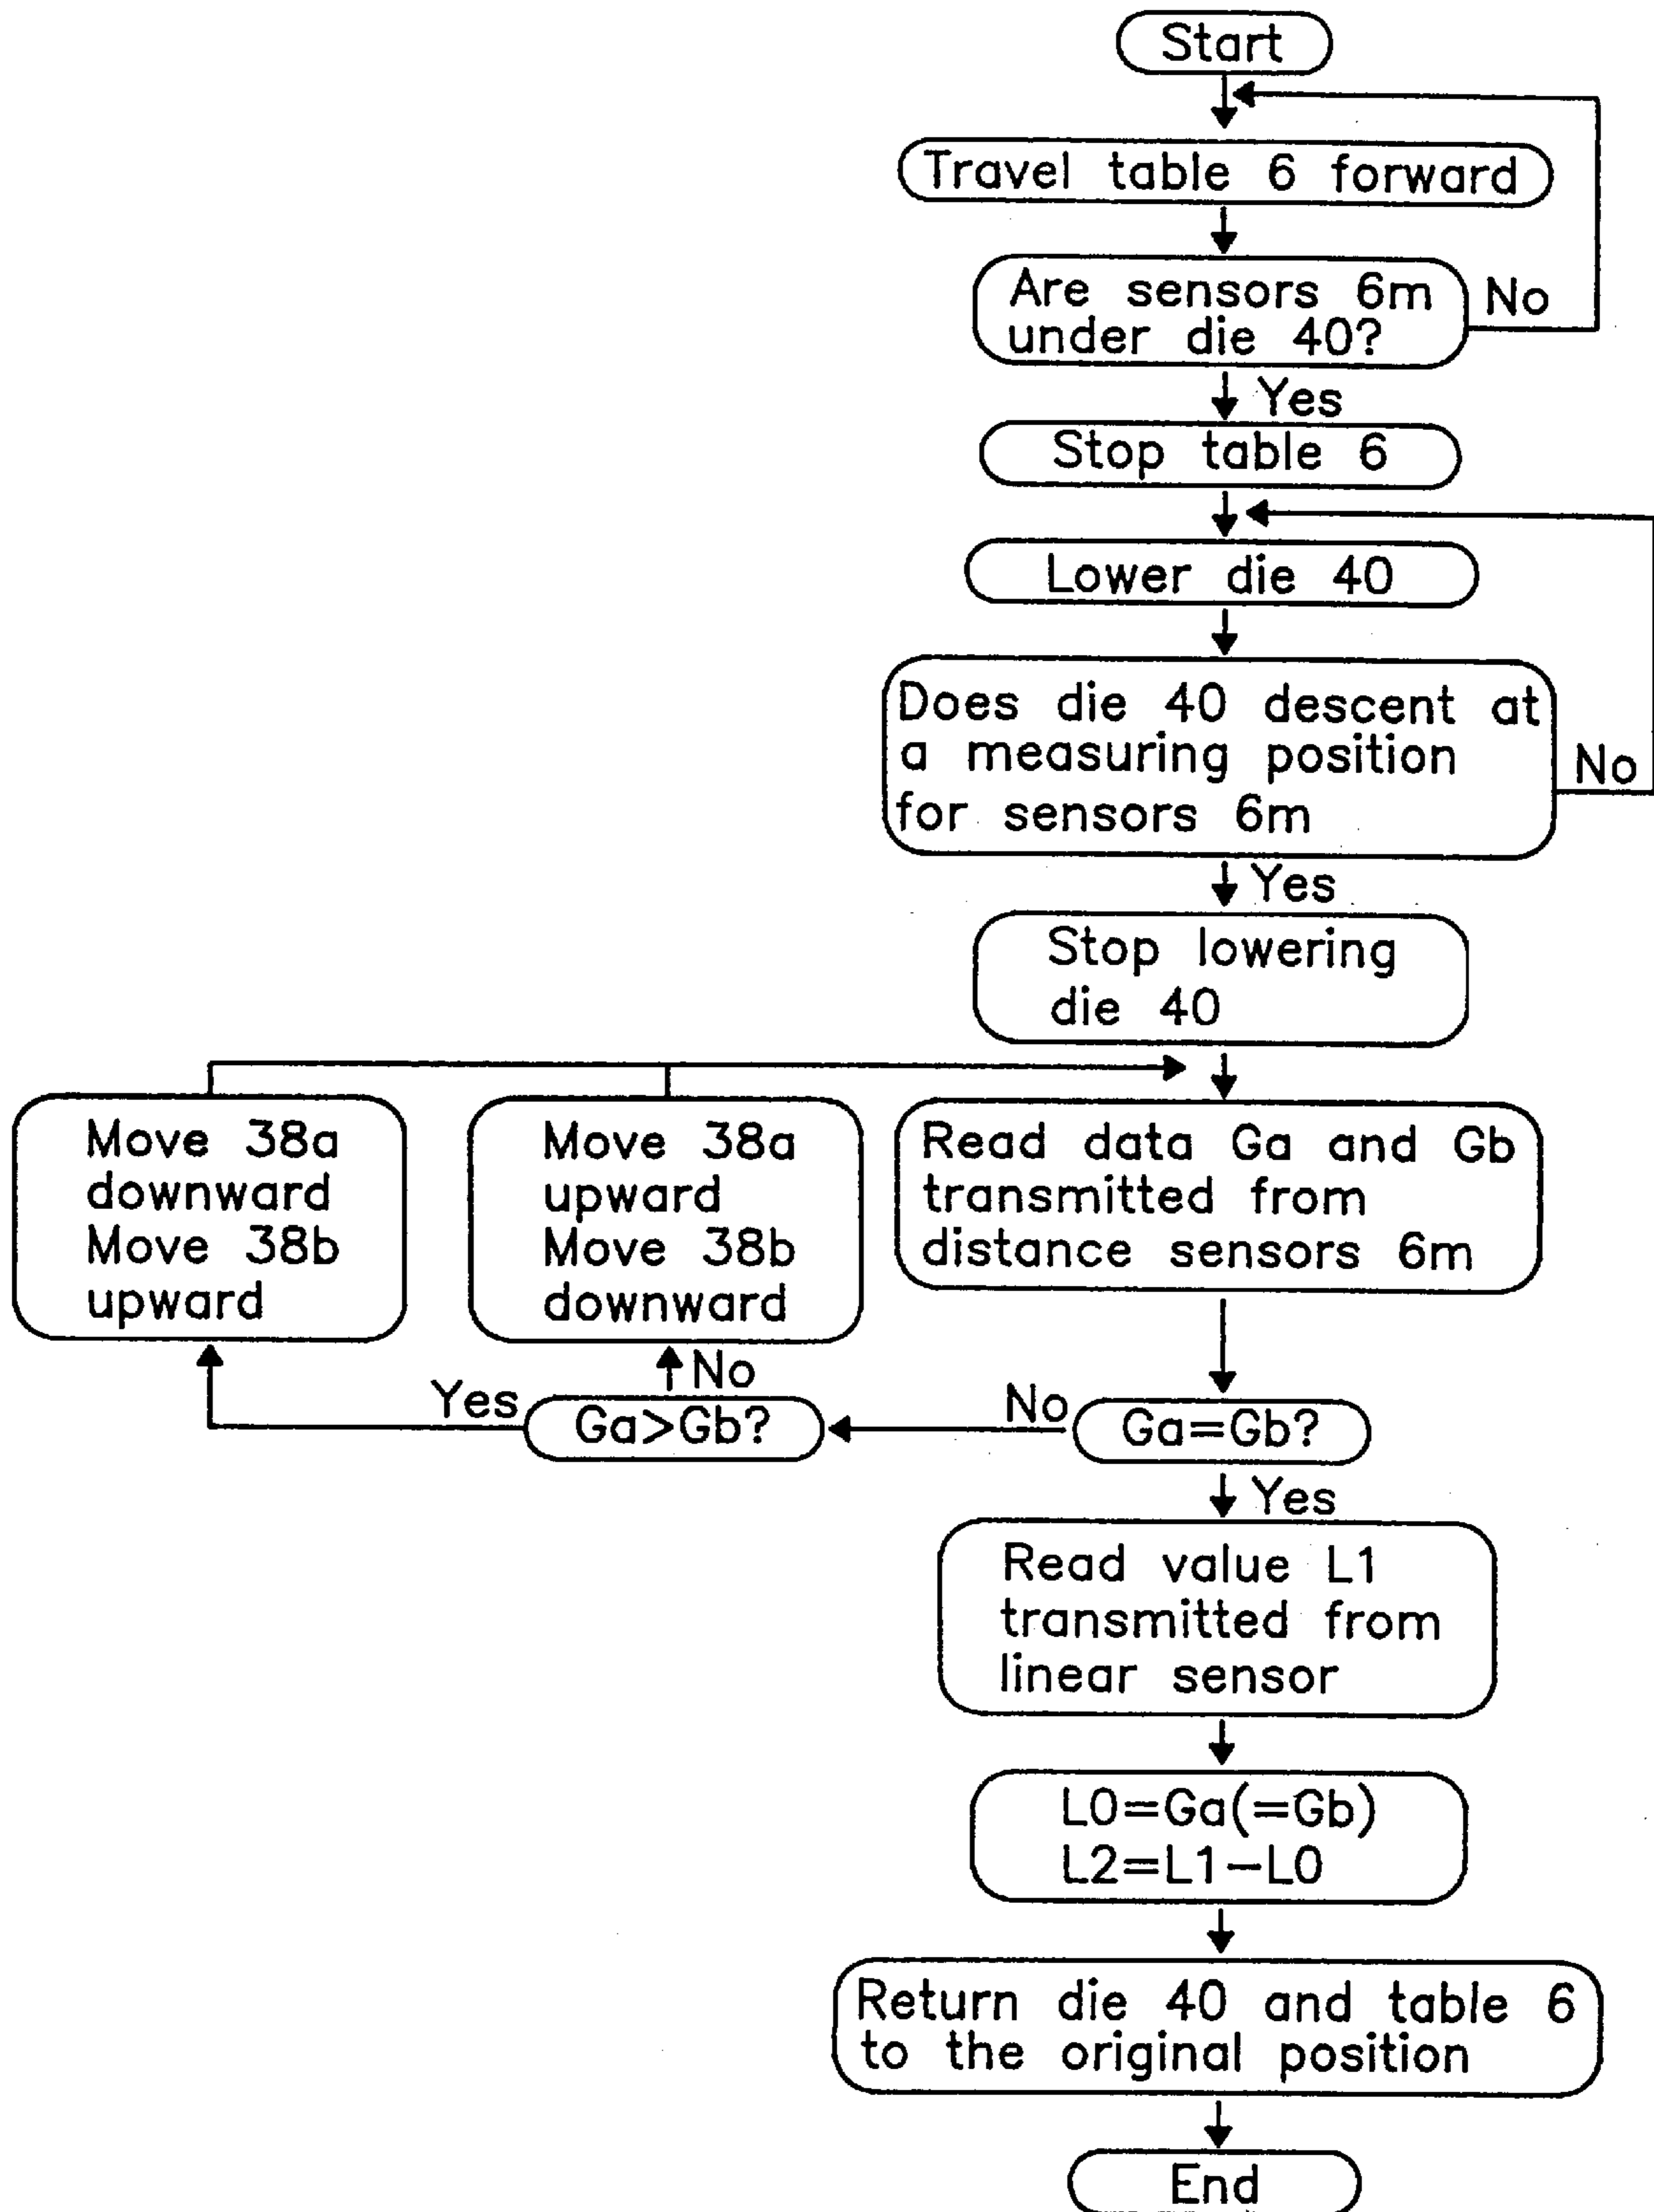 Start
Travel table 6 forward
Are sensors 6m
under die 40?
No
Yes
Stop table 6
Lower die 40
Does die 40 descent at
a measuring position
for sensors 6m
No
Yes
Stop lowering
die 40
Move 38a
downward
Move 38b
upward
Move 38a
upward
Move 38b
downward
Read data Ga and Gb
transmitted from
distance sensors 6m
Yes
Ga>Gb?
No
No
Ga=Gb?
Yes
Read value L1
transmitted from
linear sensor
L0=Ga(=Gb)
L2=L1-L0
Return die 40 and table 6
to the original position
End